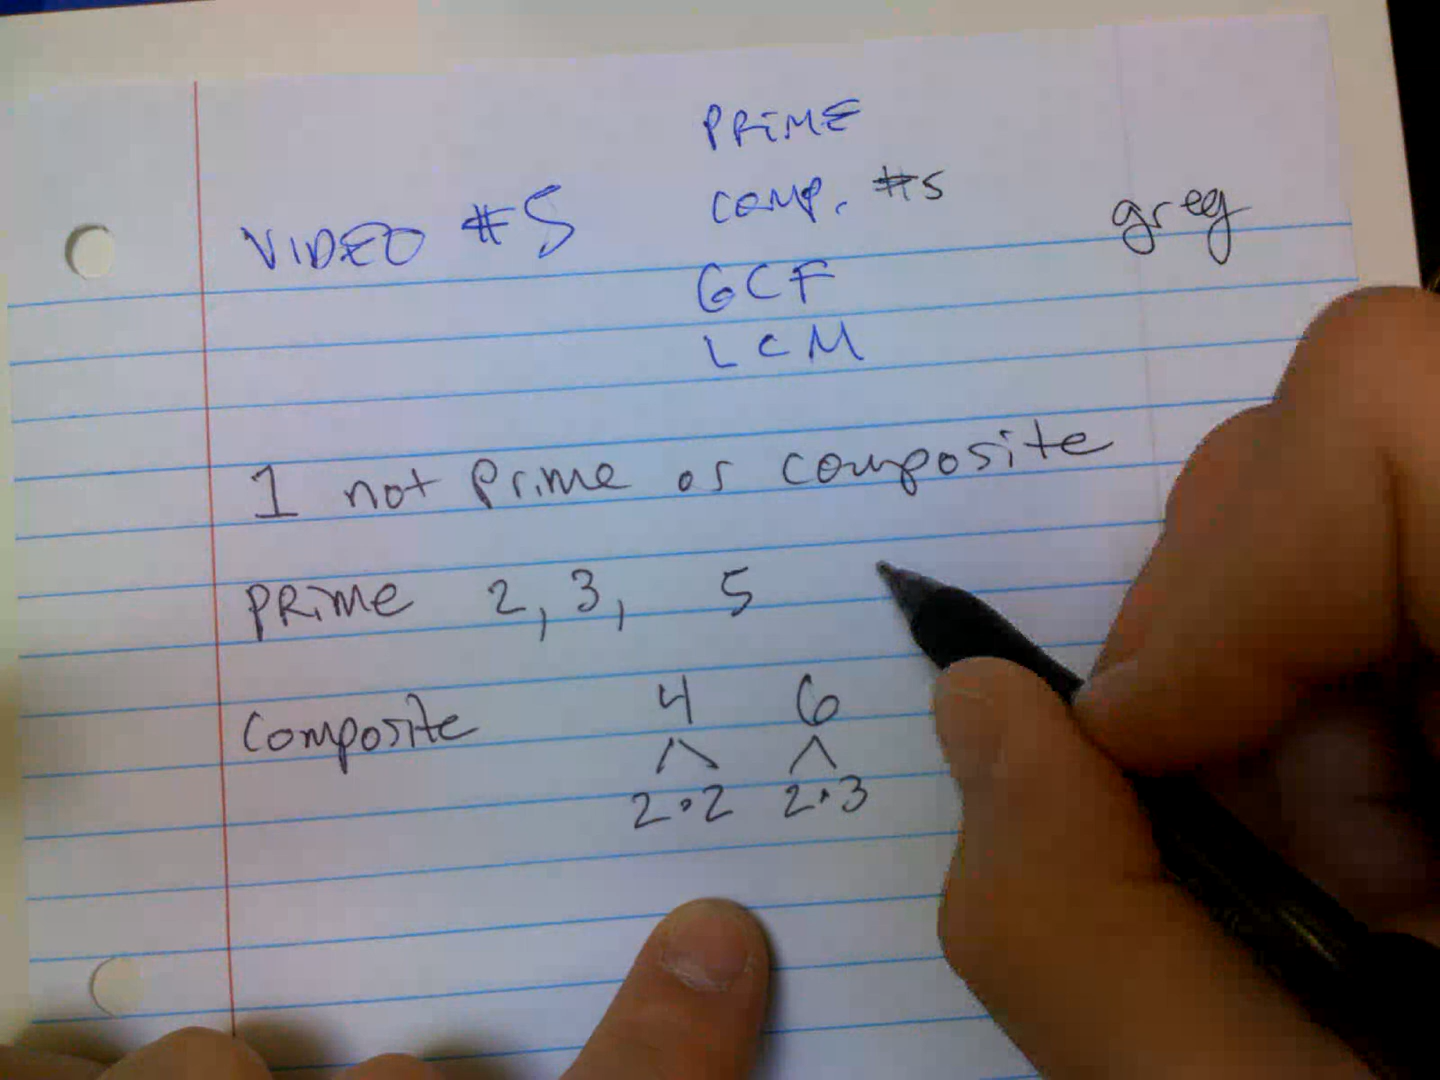 PRIME
COMP. #s
VIDEO #5
greg
GCF
LCM
1 not Prime or composite
PRIME 2, 3, 5
Composite 4 6
2·2 2·3